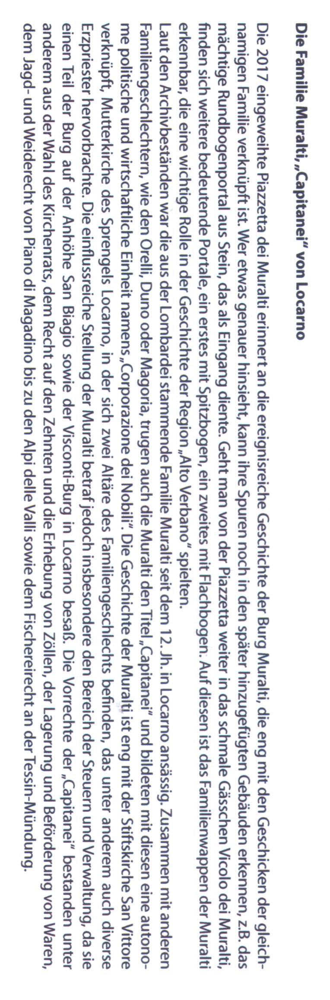 Die Familie Muralti, „Capitanei“ von Locarno
Die 2017 eingeweihte Piazzetta dei Muralti erinnert an die ereignisreiche Geschichte der Burg Muralti, die eng mit den Geschicken der gleich-
namigen Familie verknüpft ist. Wer etwas genauer hinsieht, kann ihre Spuren noch in den später hinzugefügten Gebäuden erkennen, z.B. das
mächtige Rundbogenportal aus Stein, das als Eingang diente. Geht man von der Piazzetta weiter in das schmale Gässchen Vicolo dei Muralti,
finden sich weitere bedeutende Portale, ein erstes mit Spitzbogen, ein zweites mit Flachbogen. Auf diesen ist das Familienwappen der Muralti
erkennbar, die eine wichtige Rolle in der Geschichte der Region „Alto Verbano“ spielten.
Laut den Archivbeständen war die aus der Lombardei stammende Familie Muralti seit dem 12. Jh. in Locarno ansässig. Zusammen mit anderen
Familiengeschlechtern, wie den Orelli, Duno oder Magoria, trugen auch die Muralti den Titel „Capitanei“ und bildeten mit diesen eine autono-
me politische und wirtschaftliche Einheit namens „Corporazione dei Nobili“. Die Geschichte der Muralti ist eng mit der Stiftskirche San Vittore
verknüpft, Mutterkirche des Sprengels Locarno, in der sich zwei Altäre des Familiengeschlechts befinden, das unter anderem auch diverse
Erzpriester hervorbrachte. Die einflussreiche Stellung der Muralti betraf jedoch insbesondere den Bereich der Steuern und Verwaltung, da sie
einen Teil der Burg auf der Anhöhe San Biagio sowie der Visconti-Burg in Locarno besaß. Die Vorrechte der „Capitanei“ bestanden unter
anderem aus der Wahl des Kirchenrats, dem Recht auf den Zehnten und die Erhebung von Zöllen, der Lagerung und Beförderung von Waren,
dem Jagd- und Weiderecht von Piano di Magadino bis zu den Alpi delle Valli sowie dem Fischereirecht an der Tessin-Mündung.